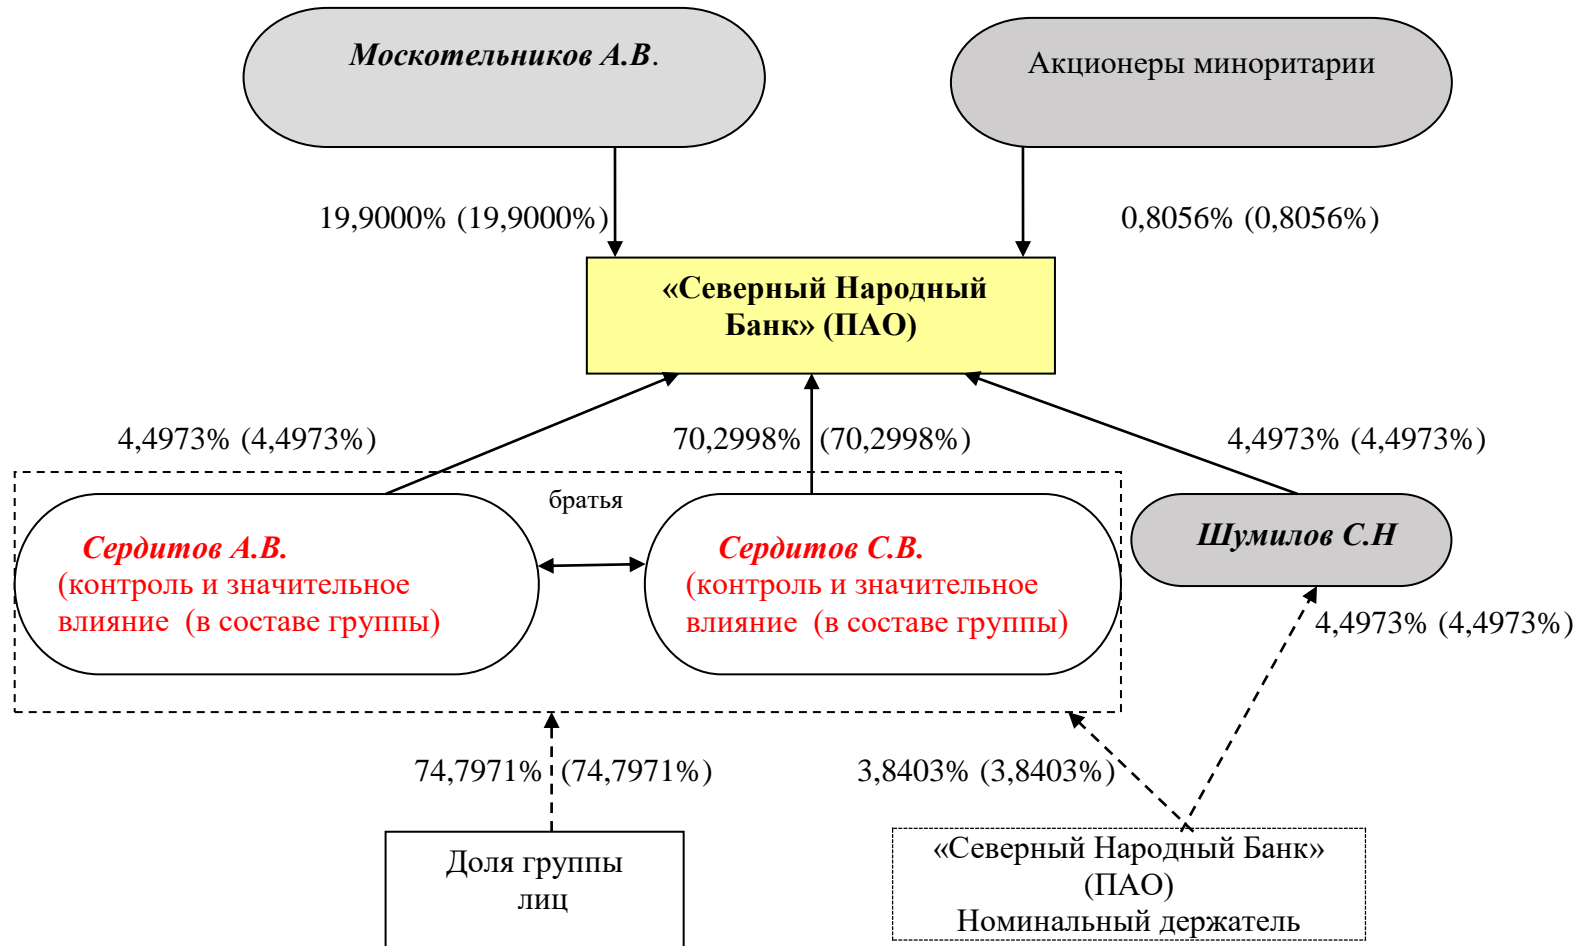 Москотельников А.В.
Акционеры миноритарии
19,9000% (19,9000%)
0,8056% (0,8056%)
«Северный Народный
Банк» (ПАО)
4,4973% (4,4973%)
70,2998% (70,2998%)
4,4973% (4,4973%)
братья
Сердитов А.В.
(контроль и значительное
влияние (в составе группы)
Сердитов С.В.
(контроль и значительное
влияние (в составе группы)
Шумилов С.Н
4,4973% (4,4973%)
74,7971% (74,7971%)
3,8403% (3,8403%)
Доля группы
лиц
«Северный Народный Банк»
(ПАО)
Номинальный держатель